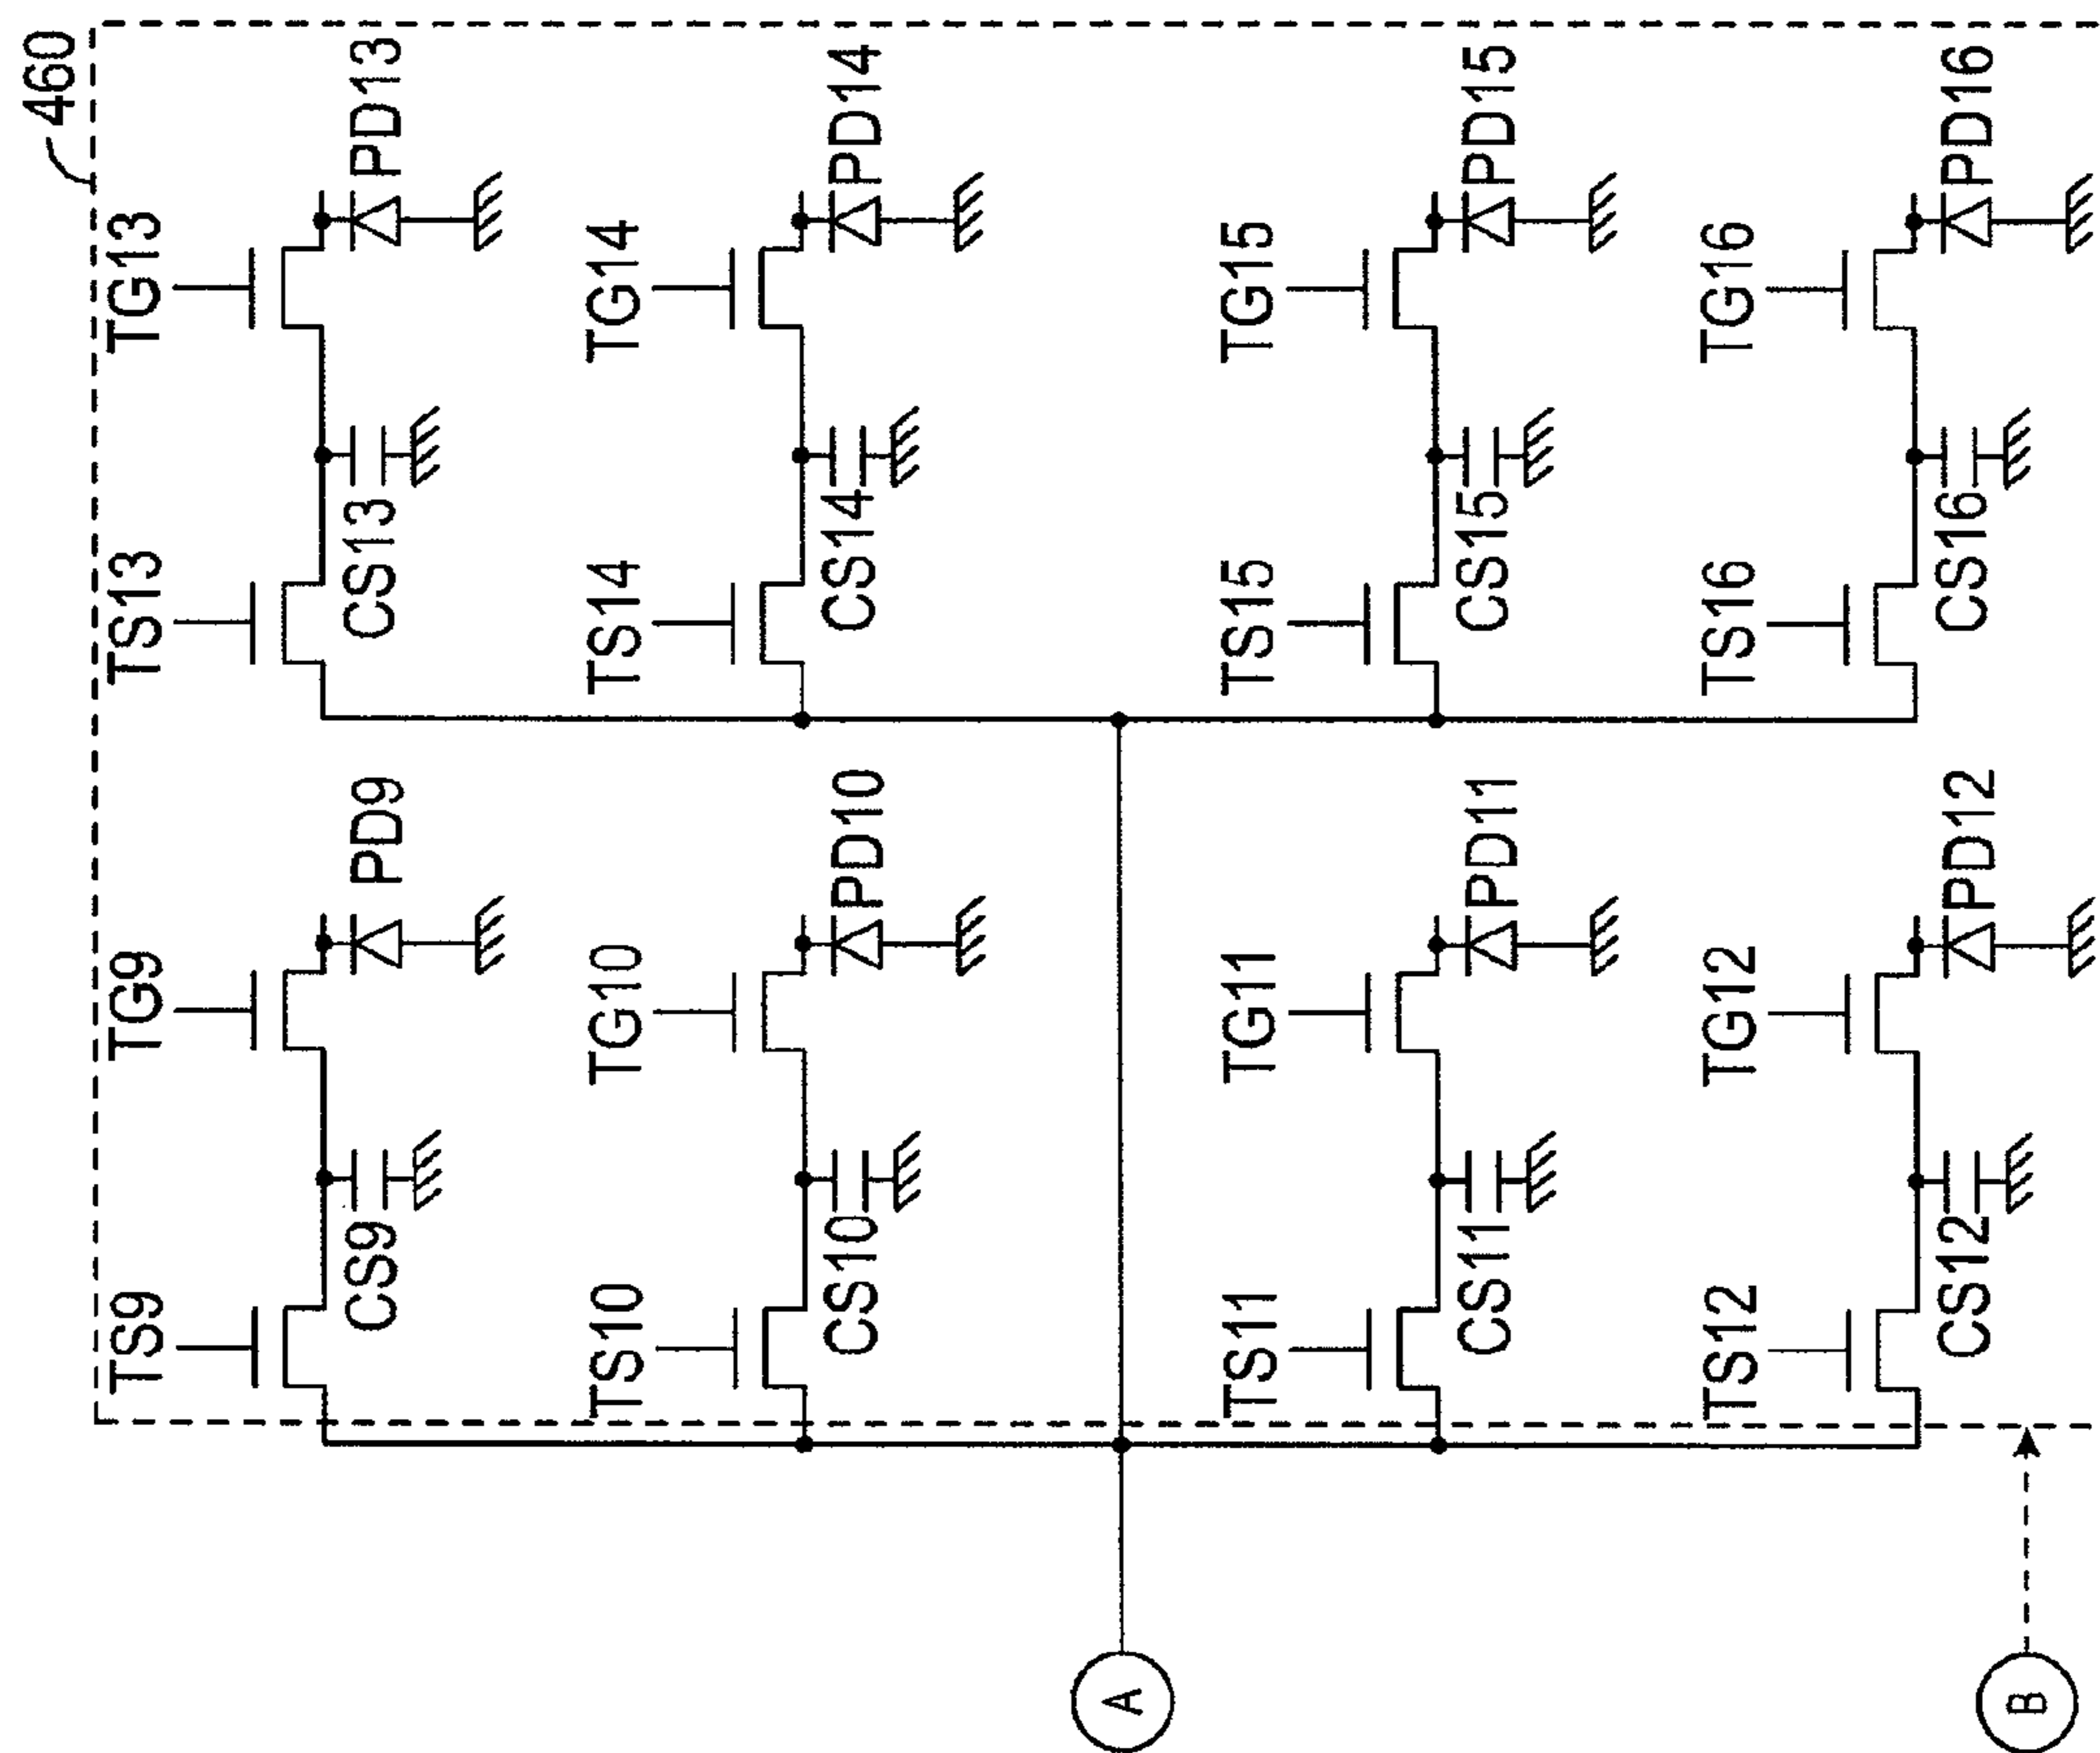 460
TS13 TG13
CS13 PD13
TS14 TG14
CS14 PD14
TS15 TG15
CS15 PD15
TS16 TG16
CS16 PD16
TS9 TG9
CS9 PD9
TS10 TG10
CS10 PD10
TS11 TG11
CS11 PD11
TS12 TG12
CS12 PD12
A
B